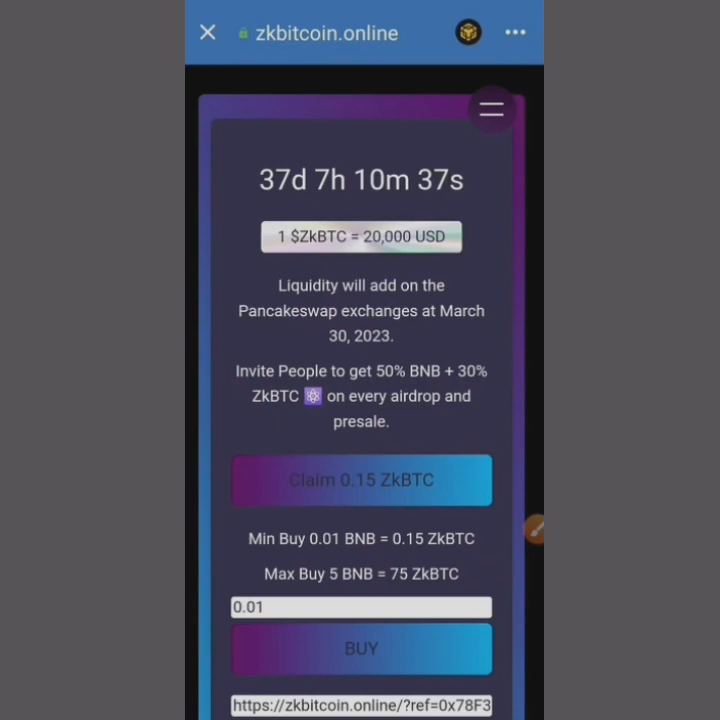 zkbitcoin.online
37d 7h 10m 37s
1 $ZkBTC = 20,000 USD
Liquidity will add on the
Pancakeswap exchanges at March
30, 2023.
Invite People to get 50% BNB + 30%
ZkBTC ⚛ on every airdrop and
presale.
Claim 0.15 ZkBTC
Min Buy 0.01 BNB = 0.15 ZkBTC
Max Buy 5 BNB = 75 ZkBTC
0.01
BUY
https://zkbitcoin.online/?ref=0x78F3